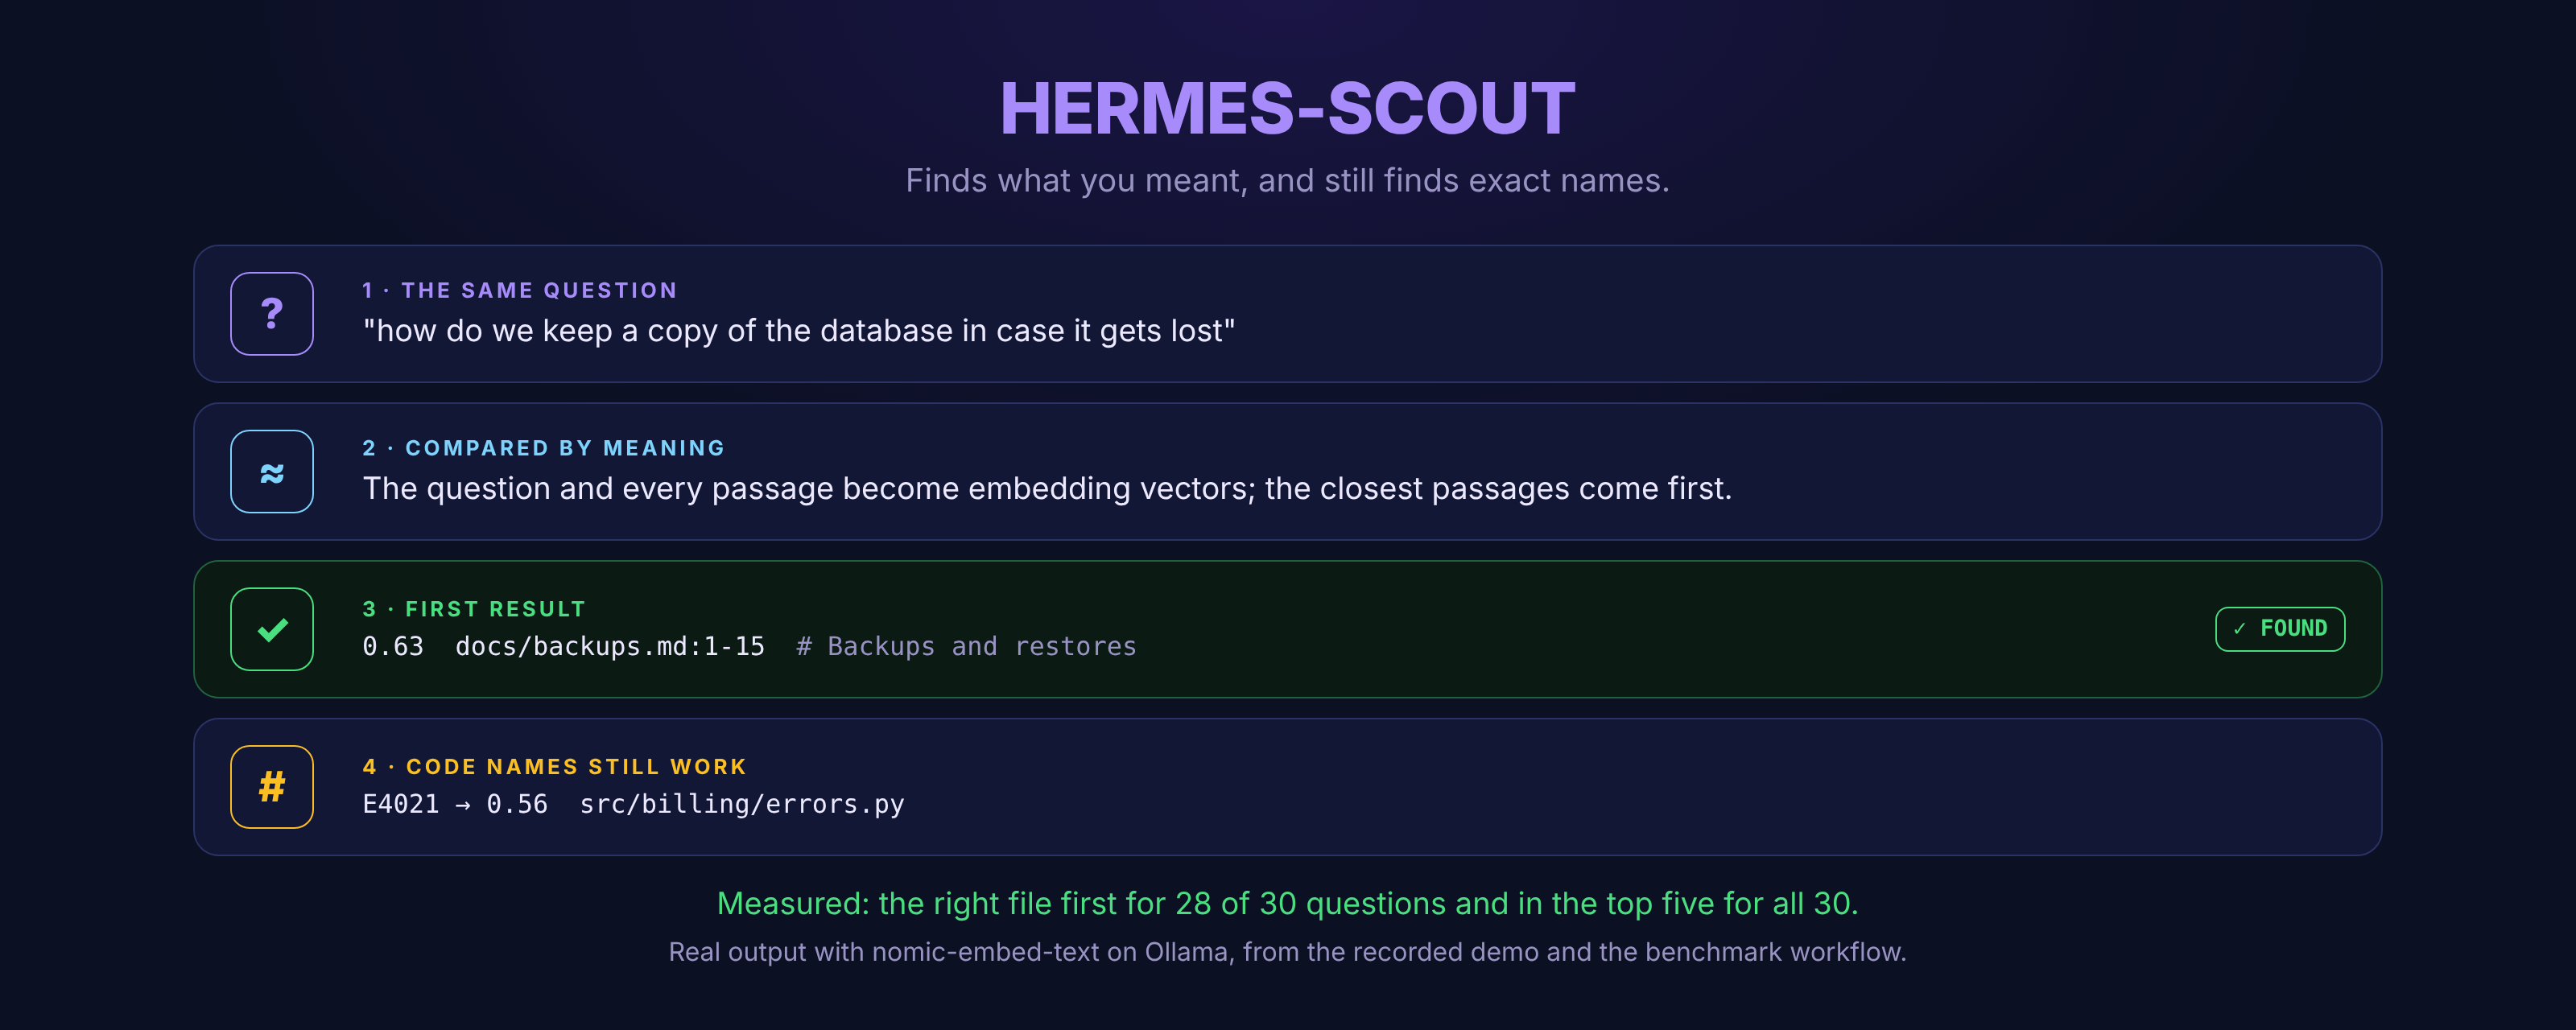 HERMES-SCOUT
Finds what you meant, and still finds exact names.
?
1 · THE SAME QUESTION
"how do we keep a copy of the database in case it gets lost"
≈
2 · COMPARED BY MEANING
The question and every passage become embedding vectors; the closest passages come first.
✓
3 · FIRST RESULT
0.63  docs/backups.md:1-15  # Backups and restores
✓ FOUND
#
4 · CODE NAMES STILL WORK
E4021 → 0.56  src/billing/errors.py
Measured: the right file first for 28 of 30 questions and in the top five for all 30.
Real output with nomic-embed-text on Ollama, from the recorded demo and the benchmark workflow.